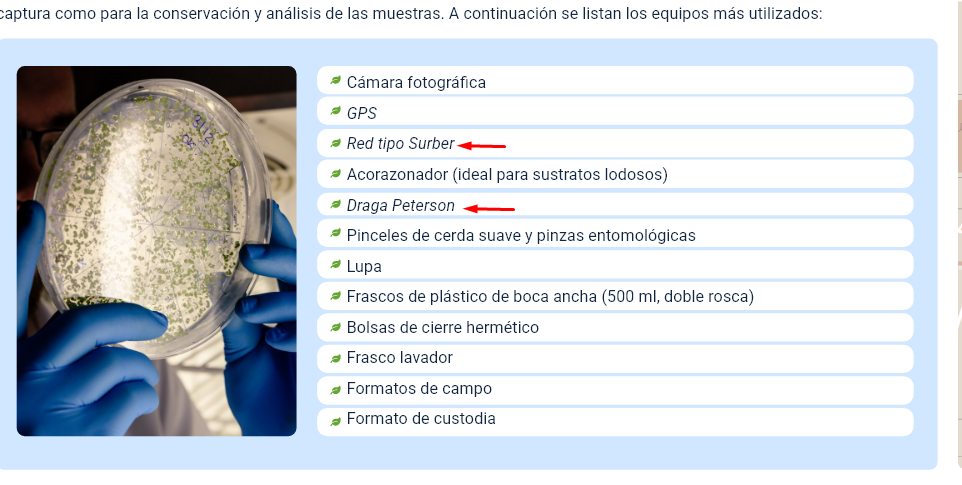 captura como para la conservación y análisis de las muestras. A continuación se listan los equipos más utilizados:
Cámara fotográfica
GPS
Red tipo Surber
Acorazonador (ideal para sustratos lodosos)
Draga Peterson
Pinceles de cerda suave y pinzas entomológicas
Lupa
Frascos de plástico de boca ancha (500 ml, doble rosca)
Bolsas de cierre hermético
Frasco lavador
Formatos de campo
Formato de custodia